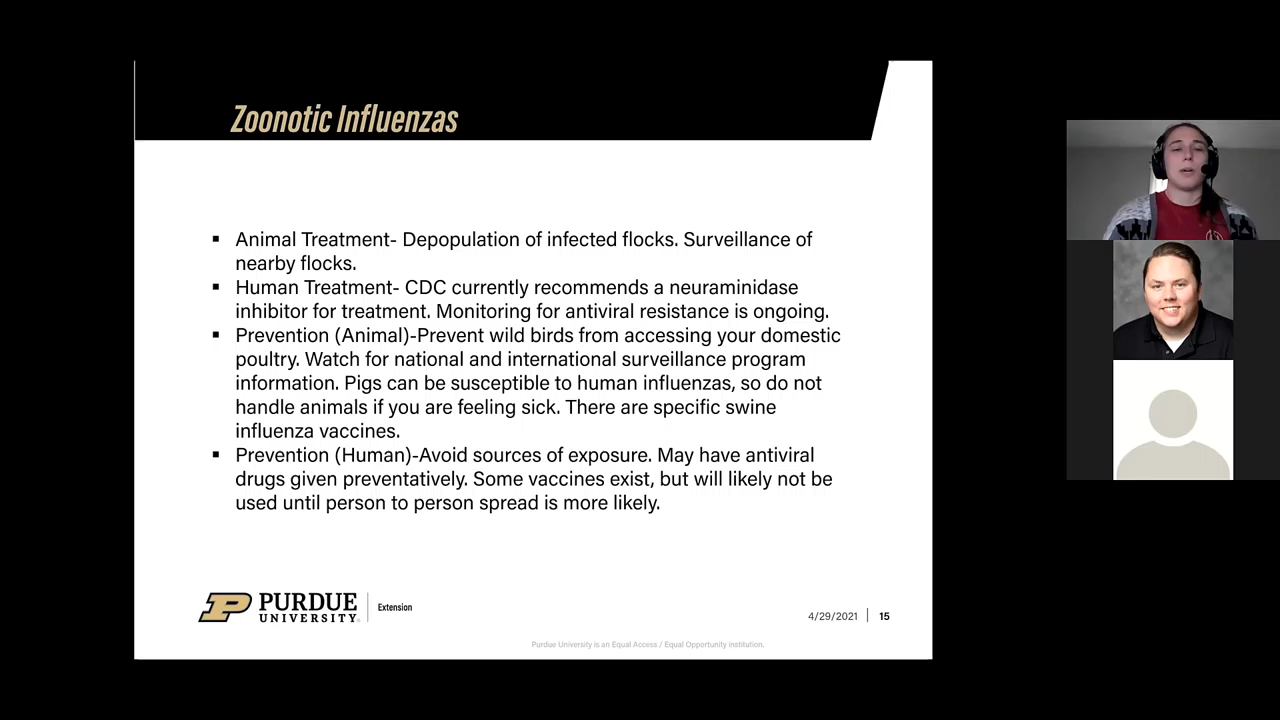 Zoonotic Influenzas
▪ Animal Treatment- Depopulation of infected flocks. Surveillance of
nearby flocks.
▪ Human Treatment- CDC currently recommends a neuraminidase
inhibitor for treatment. Monitoring for antiviral resistance is ongoing.
▪ Prevention (Animal)-Prevent wild birds from accessing your domestic
poultry. Watch for national and international surveillance program
information. Pigs can be susceptible to human influenzas, so do not
handle animals if you are feeling sick. There are specific swine
influenza vaccines.
▪ Prevention (Human)-Avoid sources of exposure. May have antiviral
drugs given preventatively. Some vaccines exist, but will likely not be
used until person to person spread is more likely.
P PURDUE UNIVERSITY. Extension
4/29/2021 15
Purdue University is an Equal Access / Equal Opportunity institution.